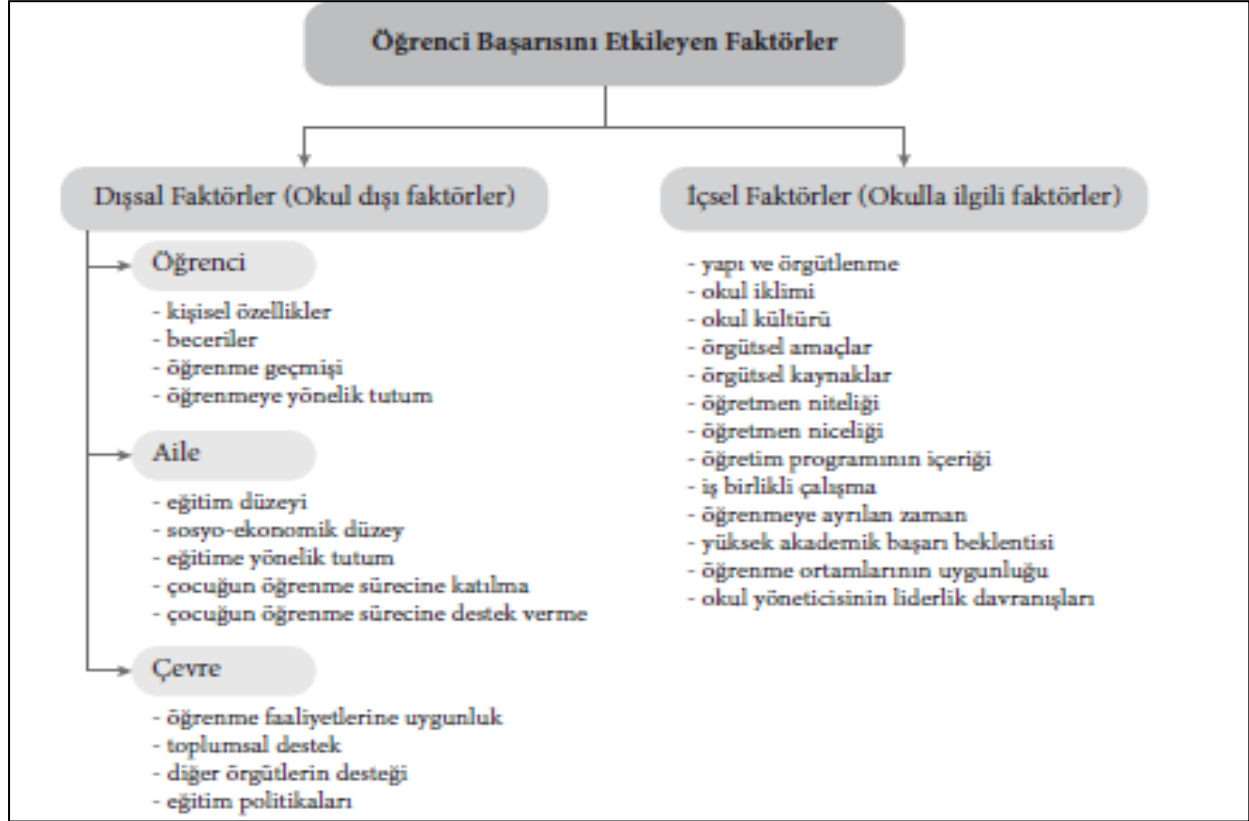 Öğrenci Başarısını Etkileyen Faktörler
Dışsal Faktörler (Okul dışı faktörler)
Öğrenci
- kişisel özellikler
- beceriler
- öğrenme geçmişi
- öğrenmeye yönelik tutum
Aile
- eğitim düzeyi
- sosyo-ekonomik düzey
- eğitime yönelik tutum
- çocuğun öğrenme sürecine katılma
- çocuğun öğrenme sürecine destek verme
Çevre
- öğrenme faaliyetlerine uygunluk
- toplumsal destek
- diğer örgütlerin desteği
- eğitim politikaları
İçsel Faktörler (Okulla ilgili faktörler)
- yapı ve örgütlenme
- okul iklimi
- okul kültürü
- örgütsel amaçlar
- örgütsel kaynaklar
- öğretmen niteliği
- öğretmen niceliği
- öğretim programının içeriği
- iş birlikli çalışma
- öğrenmeye ayrılan zaman
- yüksek akademik başarı beklentisi
- öğrenme ortamlarının uygunluğu
- okul yöneticisinin liderlik davranışları